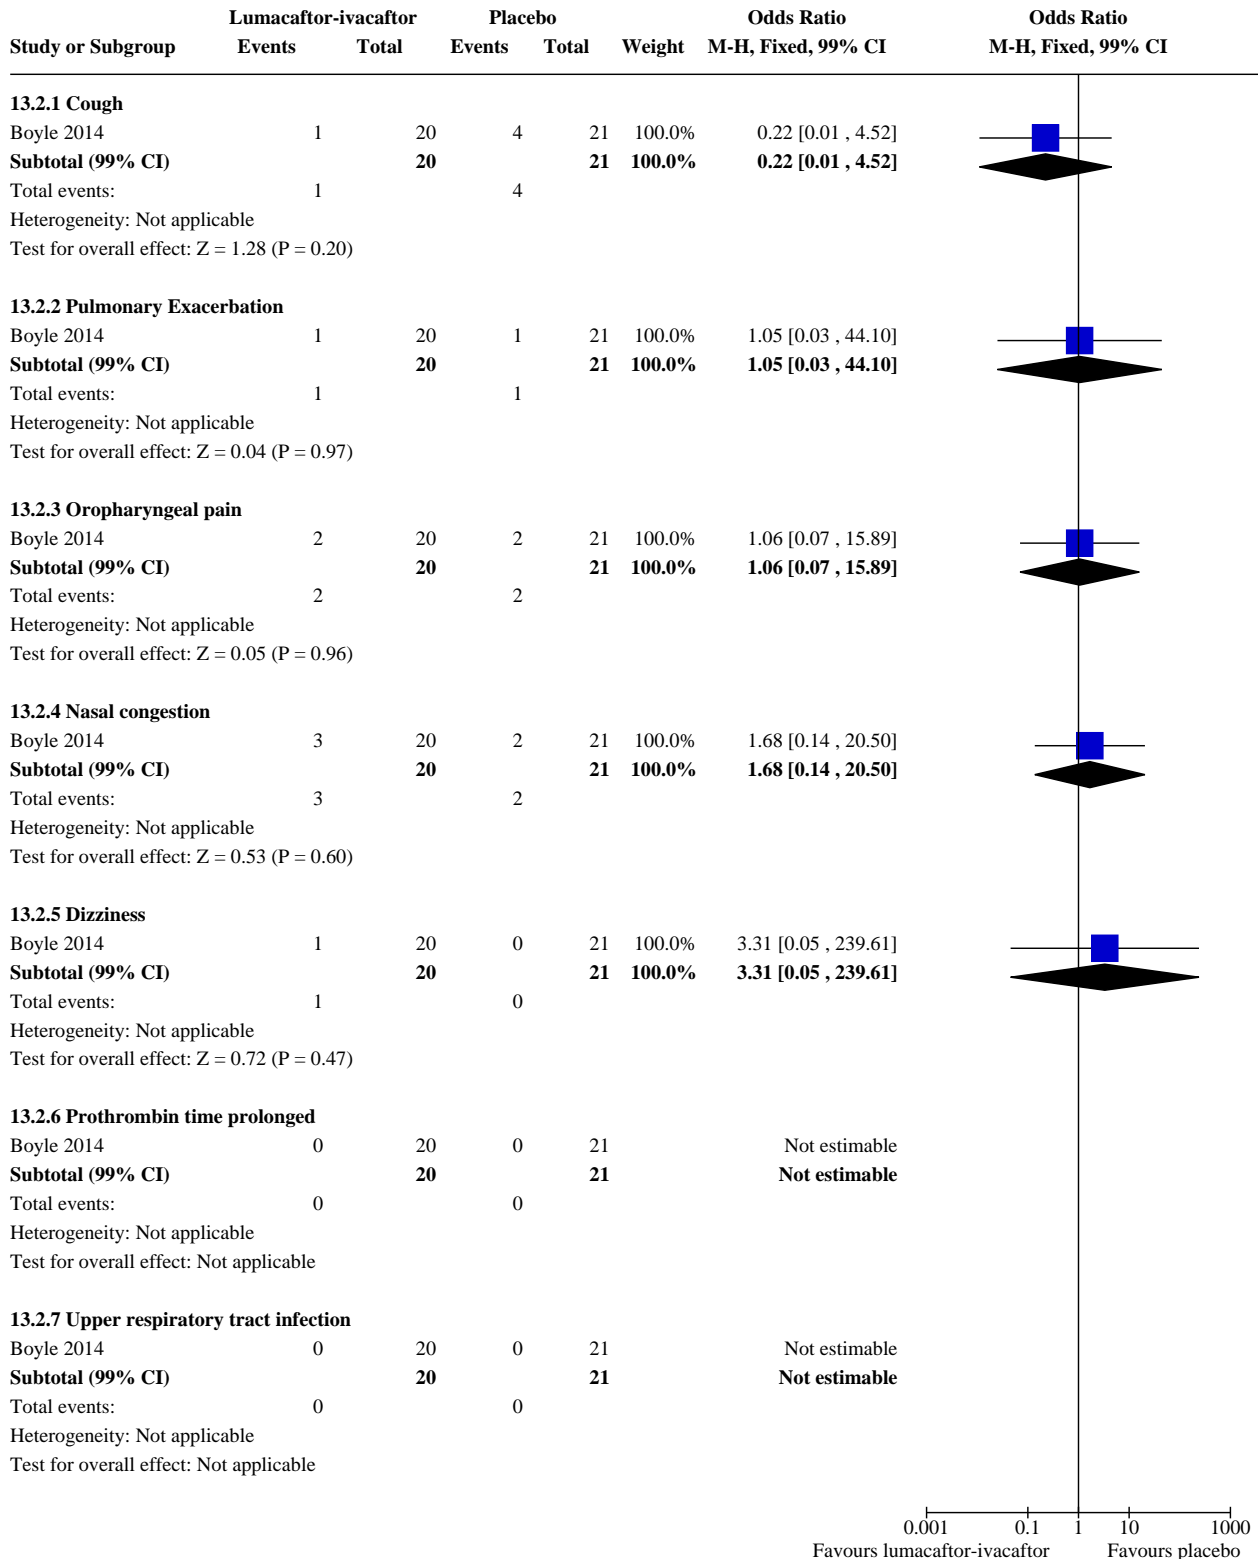 Lumacaftor-ivacaftor Placebo Odds Ratio Odds Ratio
Study or Subgroup Events Total Events Total Weight M-H, Fixed, 99% CI M-H, Fixed, 99% CI
13.2.1 Cough
Boyle 2014 1 20 4 21 100.0% 0.22 [0.01 , 4.52]
Subtotal (99% CI) 20 21 100.0% 0.22 [0.01 , 4.52]
Total events: 1 4
Heterogeneity: Not applicable
Test for overall effect: Z = 1.28 (P = 0.20)
13.2.2 Pulmonary Exacerbation
Boyle 2014 1 20 1 21 100.0% 1.05 [0.03 , 44.10]
Subtotal (99% CI) 20 21 100.0% 1.05 [0.03 , 44.10]
Total events: 1 1
Heterogeneity: Not applicable
Test for overall effect: Z = 0.04 (P = 0.97)
13.2.3 Oropharyngeal pain
Boyle 2014 2 20 2 21 100.0% 1.06 [0.07 , 15.89]
Subtotal (99% CI) 20 21 100.0% 1.06 [0.07 , 15.89]
Total events: 2 2
Heterogeneity: Not applicable
Test for overall effect: Z = 0.05 (P = 0.96)
13.2.4 Nasal congestion
Boyle 2014 3 20 2 21 100.0% 1.68 [0.14 , 20.50]
Subtotal (99% CI) 20 21 100.0% 1.68 [0.14 , 20.50]
Total events: 3 2
Heterogeneity: Not applicable
Test for overall effect: Z = 0.53 (P = 0.60)
13.2.5 Dizziness
Boyle 2014 1 20 0 21 100.0% 3.31 [0.05 , 239.61]
Subtotal (99% CI) 20 21 100.0% 3.31 [0.05 , 239.61]
Total events: 1 0
Heterogeneity: Not applicable
Test for overall effect: Z = 0.72 (P = 0.47)
13.2.6 Prothrombin time prolonged
Boyle 2014 0 20 0 21 Not estimable
Subtotal (99% CI) 20 21 Not estimable
Total events: 0 0
Heterogeneity: Not applicable
Test for overall effect: Not applicable
13.2.7 Upper respiratory tract infection
Boyle 2014 0 20 0 21 Not estimable
Subtotal (99% CI) 20 21 Not estimable
Total events: 0 0
Heterogeneity: Not applicable
Test for overall effect: Not applicable
0.001 0.1 1 10 1000
Favours lumacaftor-ivacaftor Favours placebo